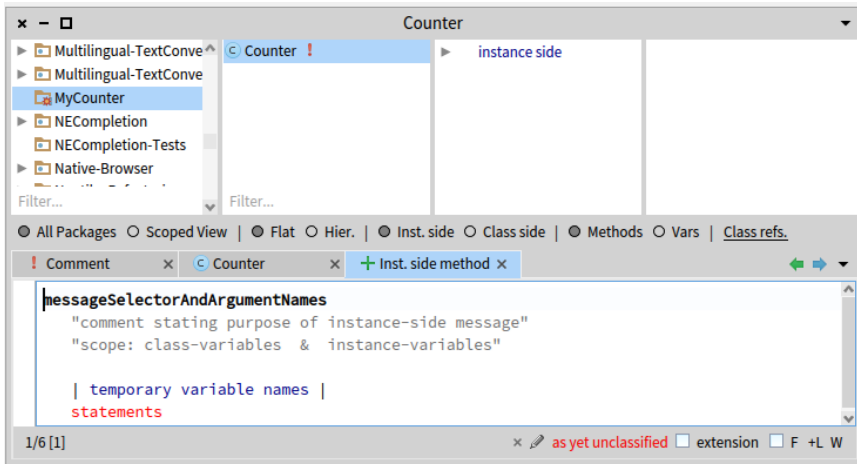 Counter
Multilingual-TextConve
Multilingual-TextConve
MyCounter
NECompletion
NECompletion-Tests
Native-Browser
Filter...
Counter !
Filter...
instance side
All Packages Scoped View | Flat Hier. | Inst. side Class side | Methods Vars | Class refs.
! Comment × C Counter × + Inst. side method ×
messageSelectorAndArgumentNames
"comment stating purpose of instance-side message"
"scope: class-variables & instance-variables"
| temporary variable names |
statements
1/6 [1] × as yet unclassified extension F +L W